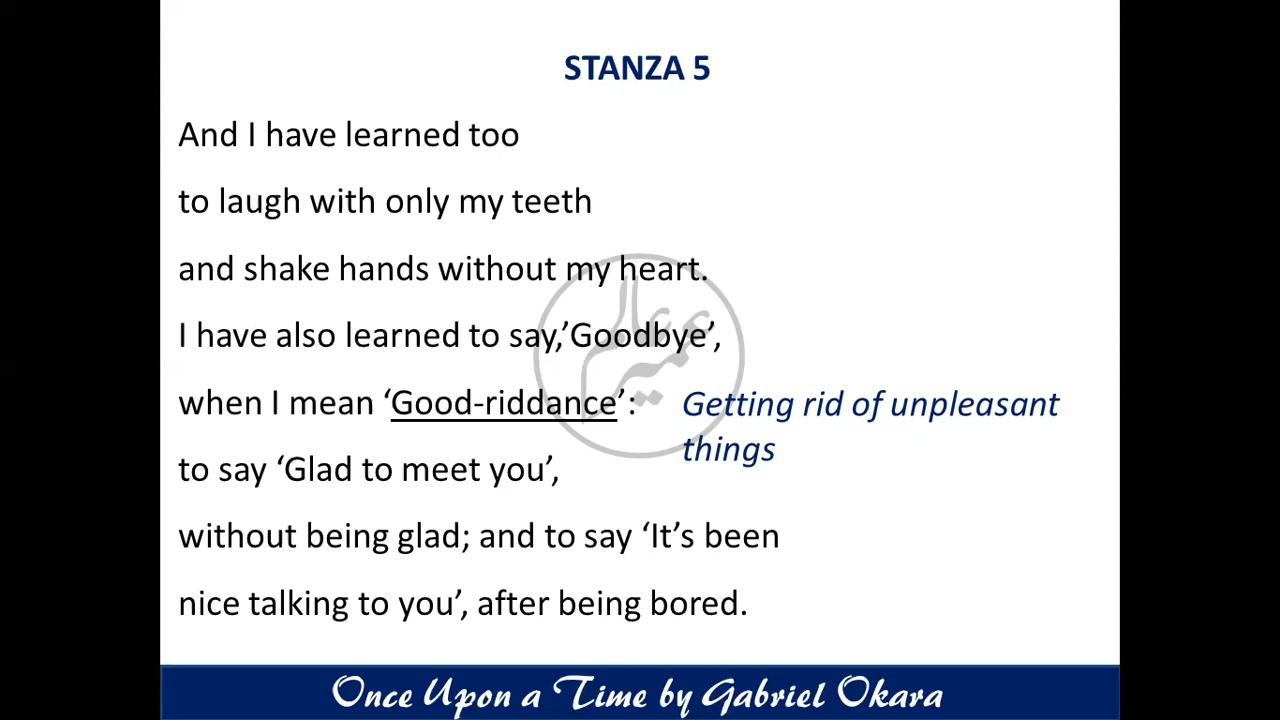 STANZA 5
And I have learned too
to laugh with only my teeth
and shake hands without my heart.
I have also learned to say,’Goodbye’,
when I mean ‘Good-riddance’:
Getting rid of unpleasant
things
to say ‘Glad to meet you’,
without being glad; and to say ‘It’s been
nice talking to you’, after being bored.
Once Upon a Time by Gabriel Okara